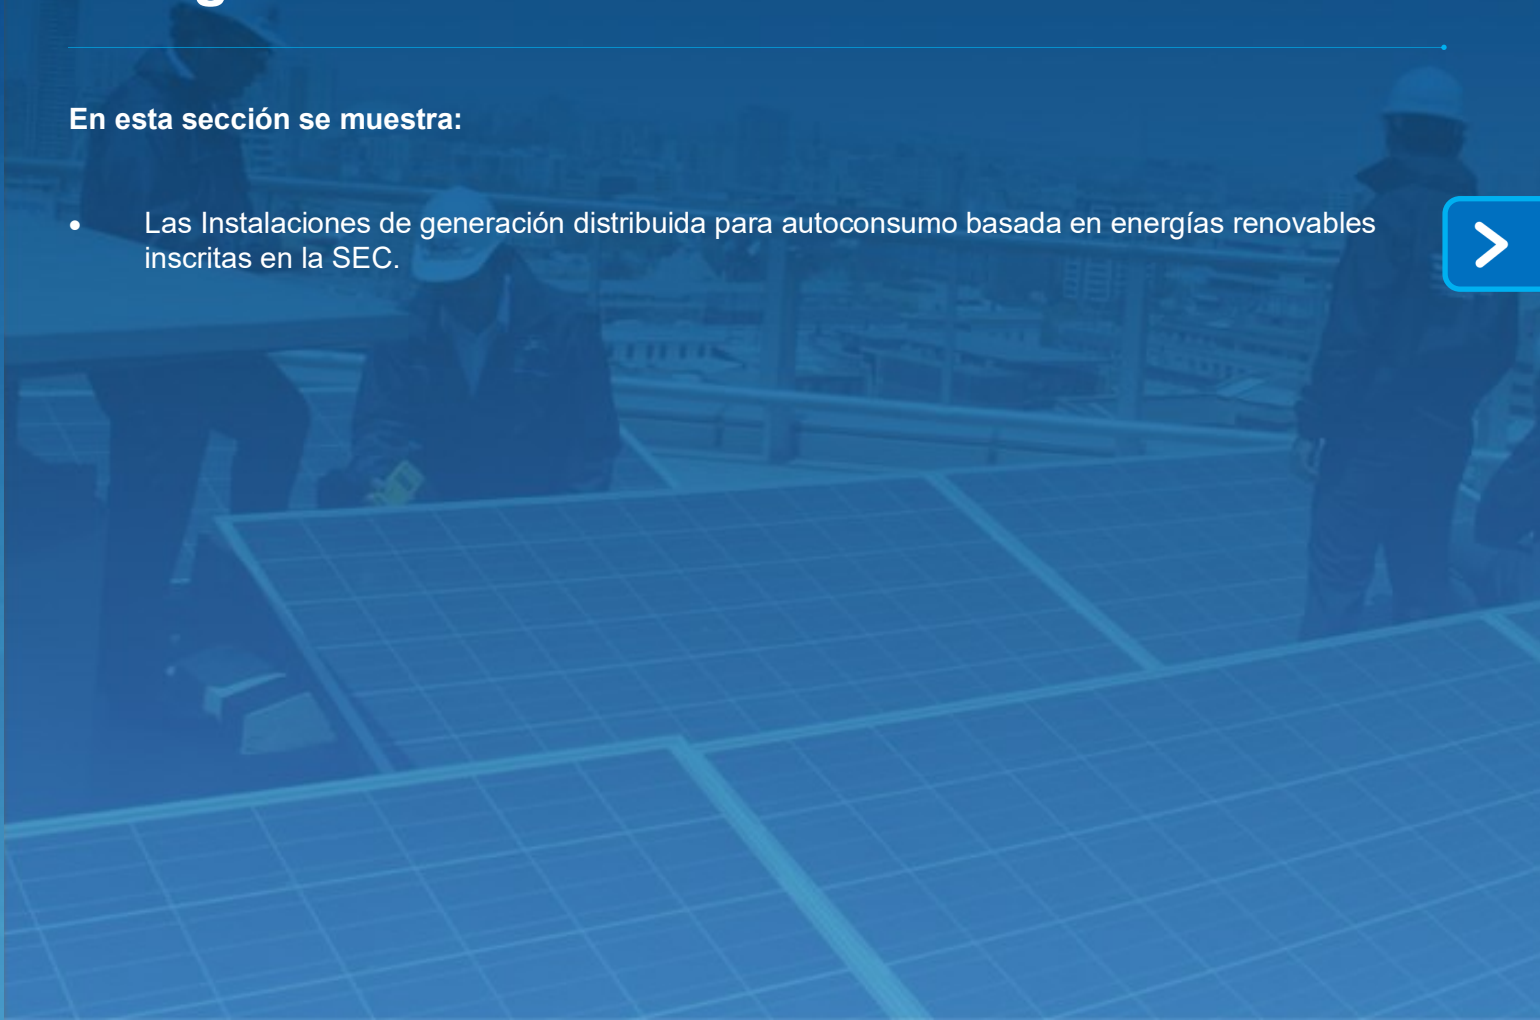 En esta sección se muestra:
• Las Instalaciones de generación distribuida para autoconsumo basada en energías renovables
inscritas en la SEC.